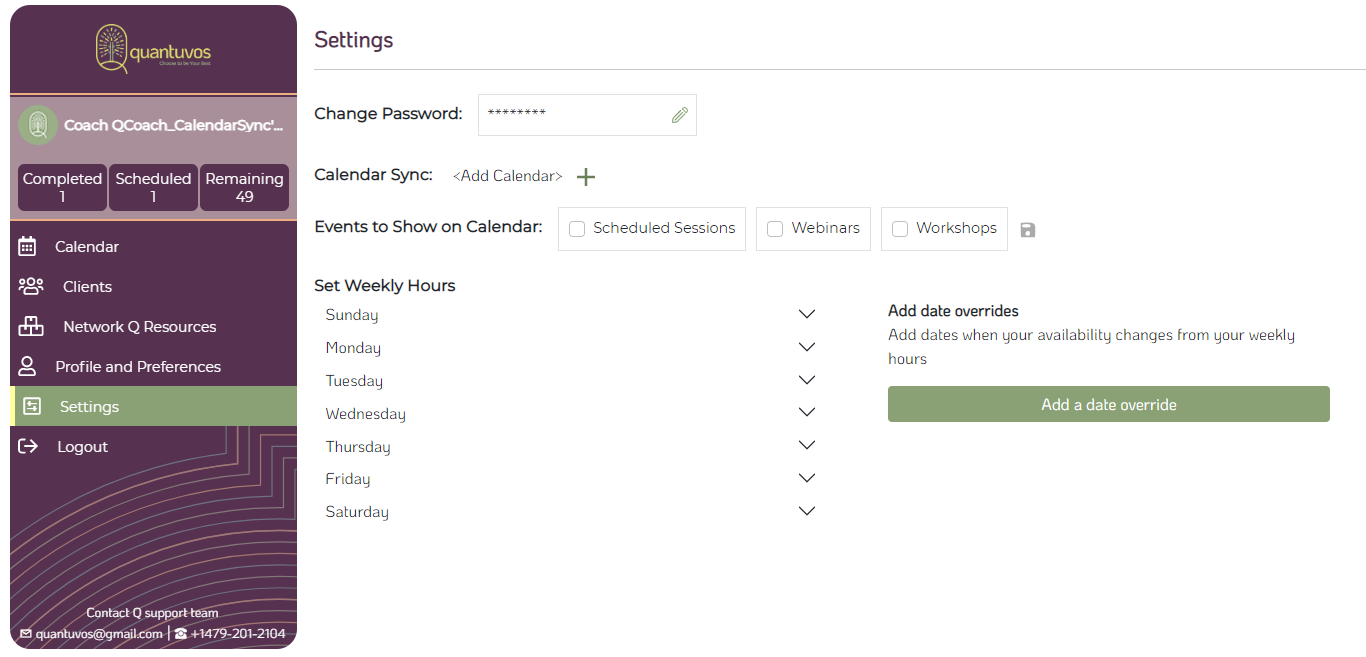 quantuvos
Choose to be Your Best
Coach QCoach_CalendarSync'...
Completed
1
Scheduled
1
Remaining
49
Calendar
Clients
Network Q Resources
Profile and Preferences
Settings
Logout
Contact Q support team
quantuvos@gmail.com | +1479-201-2104
Settings
Change Password: ********
Calendar Sync: <Add Calendar>
Events to Show on Calendar: Scheduled Sessions Webinars Workshops
Set Weekly Hours
Sunday
Monday
Tuesday
Wednesday
Thursday
Friday
Saturday
Add date overrides
Add dates when your availability changes from your weekly
hours
Add a date override